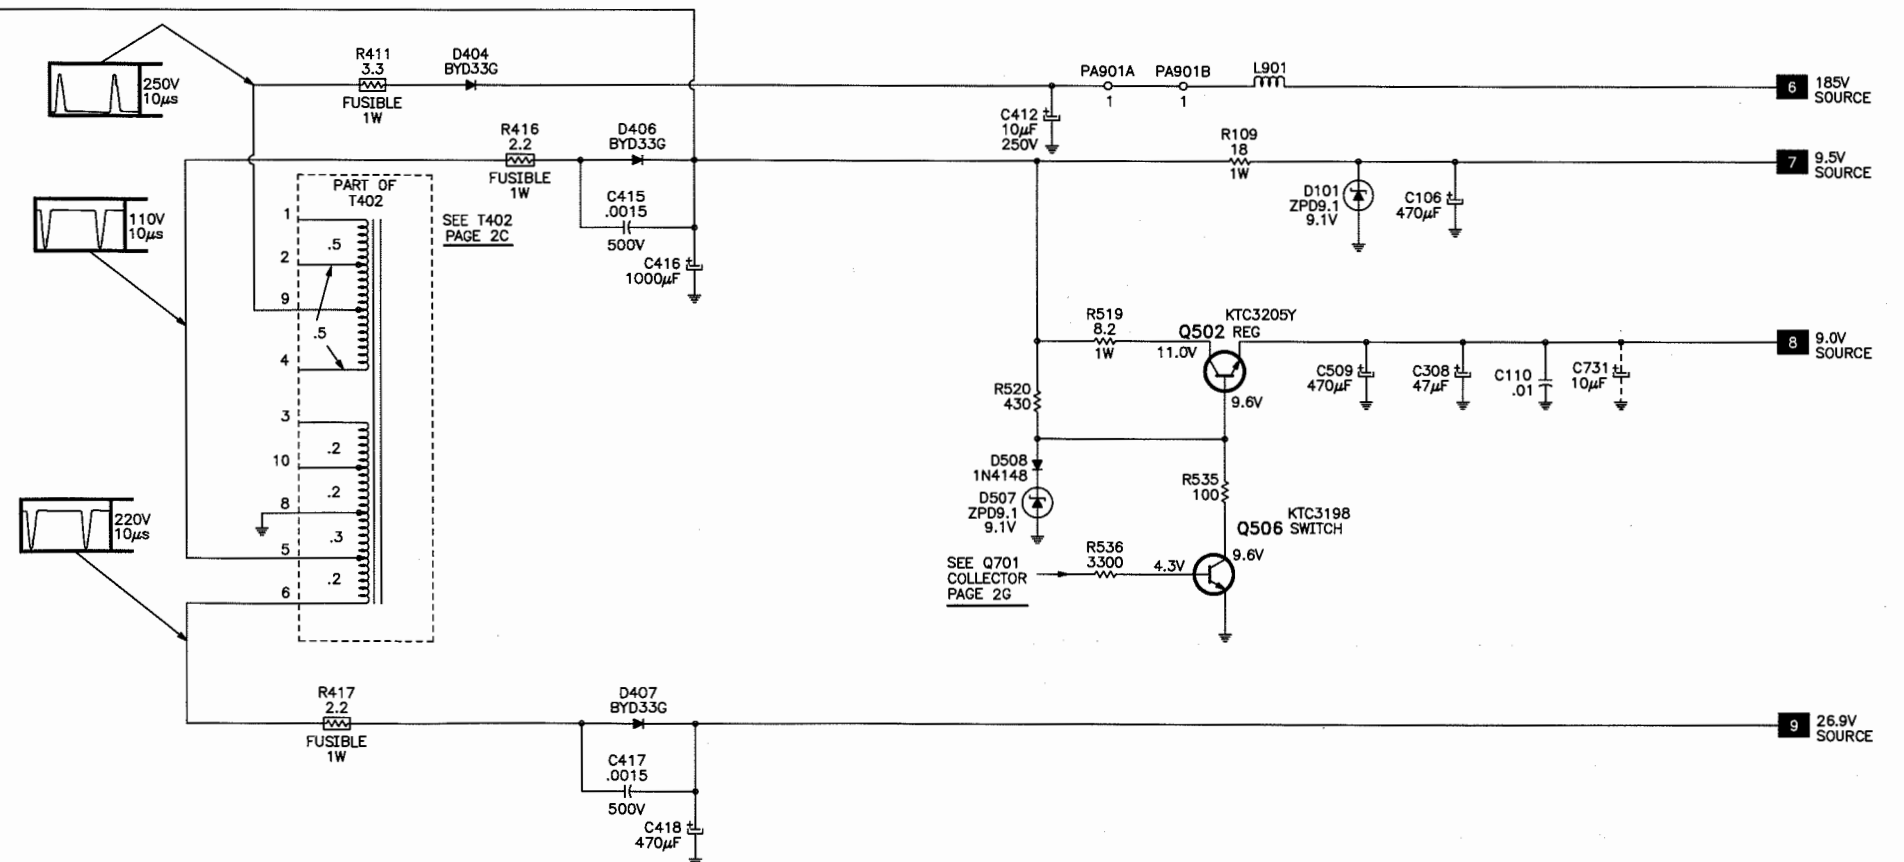 R411
3.3
FUSIBLE
1W
D404
BYD33G
250V
10µs
PA901A
1
PA901B
1
L901
6
185V
SOURCE
C412
10µF
250V
R416
2.2
FUSIBLE
1W
D406
BYD33G
R109
18
1W
7
9.5V
SOURCE
C415
.0015
500V
C416
1000µF
D101
ZPD9.1
9.1V
C106
470µF
110V
10µs
PART OF
T402
SEE T402
PAGE 2C
1
.5
2
9
.5
4
3
.2
10
.2
8
.3
5
.2
6
R519
8.2
1W
KTC3205Y
Q502 REG
11.0V
9.6V
8
9.0V
SOURCE
C509
470µF
C308
47µF
C110
.01
C731
10µF
R520
430
D508
1N4148
D507
ZPD9.1
9.1V
R535
100
KTC3198
Q506 SWITCH
9.6V
SEE Q701
COLLECTOR
PAGE 2G
R536
3300
4.3V
220V
10µs
R417
2.2
FUSIBLE
1W
D407
BYD33G
9
26.9V
SOURCE
C417
.0015
500V
C418
470µF